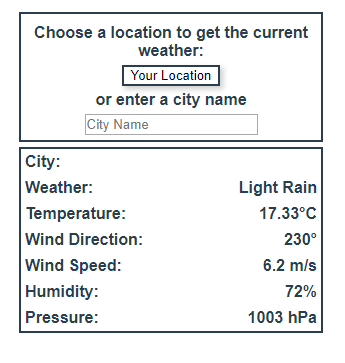 Choose a location to get the current
weather:
Your Location
or enter a city name
City Name
City:
Weather: Light Rain
Temperature: 17.33°C
Wind Direction: 230°
Wind Speed: 6.2 m/s
Humidity: 72%
Pressure: 1003 hPa